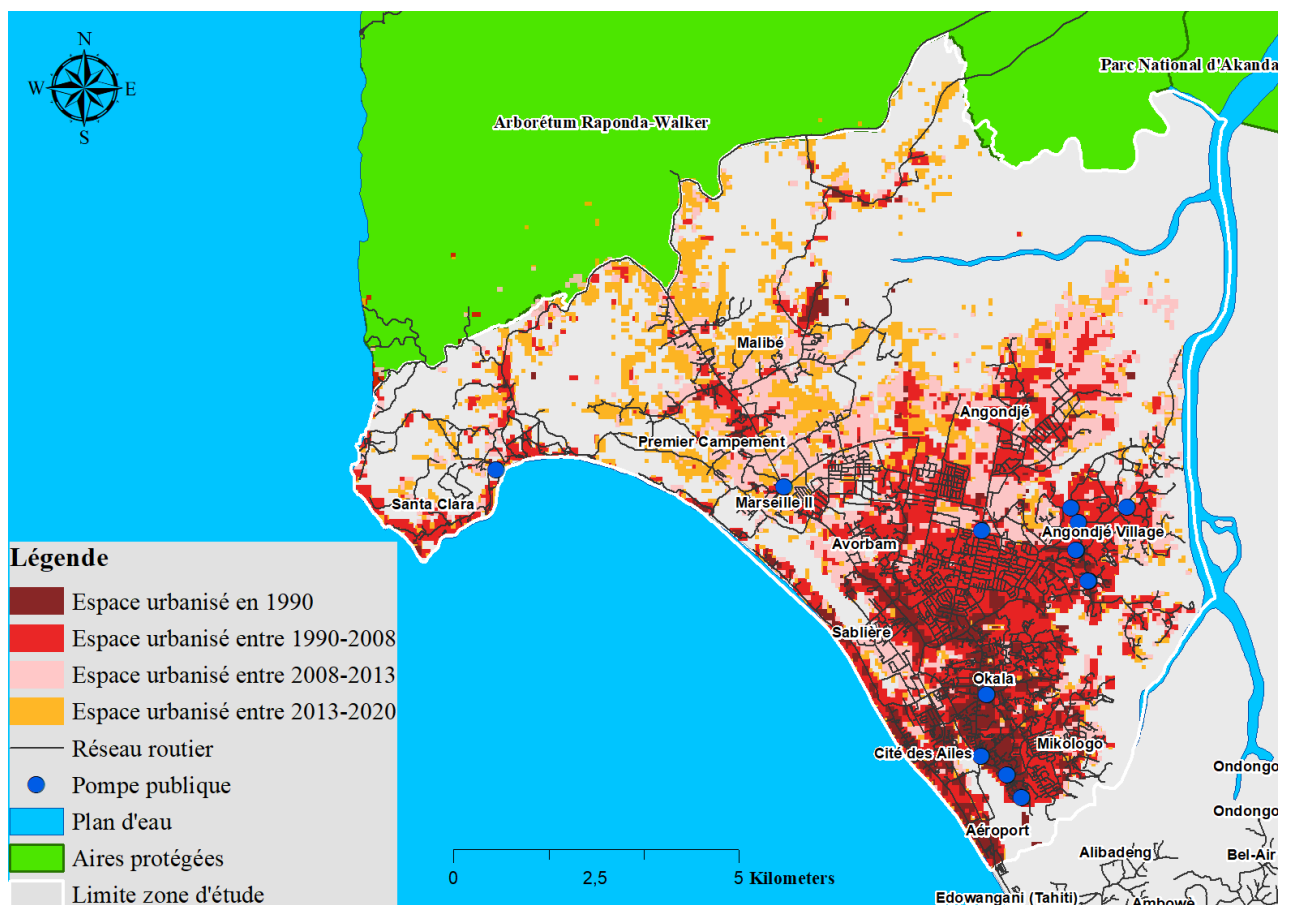 N
W
E
S
Parc National d'Akanda
Arborétum Raponda-Walker
Malibé
Angondjé
Premier Campement
Marseille II
Santa Clara
Angondjé Village
Avorbam
Sablière
Okala
Mikologo
Cité des Ailes
Ondongo
Ondongo
Aéroport
Alibadeng
Bel-Air
Edowangani (Tahiti)
Ambowè
Légende
Espace urbanisé en 1990
Espace urbanisé entre 1990-2008
Espace urbanisé entre 2008-2013
Espace urbanisé entre 2013-2020
Réseau routier
Pompe publique
Plan d'eau
Aires protégées
Limite zone d'étude
0 2,5 5 Kilometers